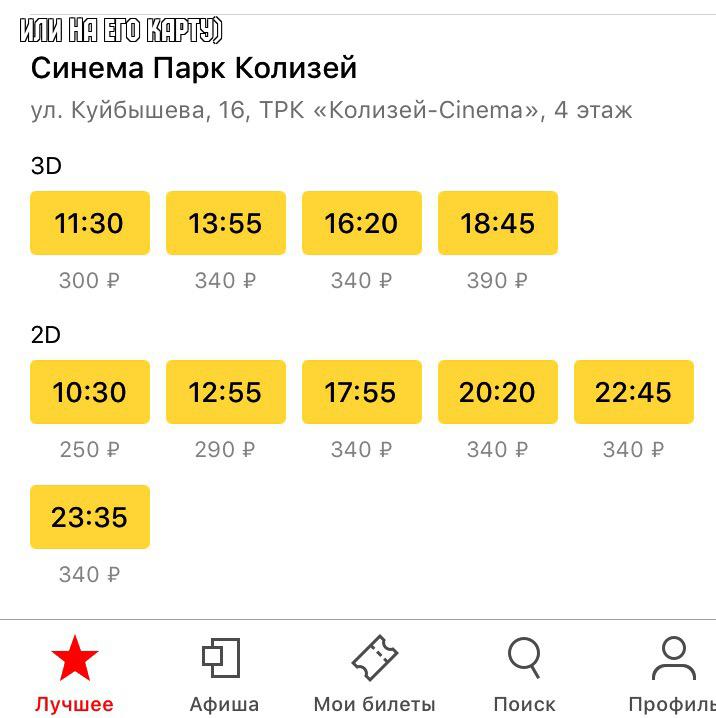 ИЛИ НА ЕГО КАРТУ)
Синема Парк Колизей
ул. Куйбышева, 16, ТРК «Колизей-Cinema», 4 этаж
3D
11:30 13:55 16:20 18:45
300 ₽ 340 ₽ 340 ₽ 390 ₽
2D
10:30 12:55 17:55 20:20 22:45
250 ₽ 290 ₽ 340 ₽ 340 ₽ 340 ₽
23:35
340 ₽
Лучшее Афиша Мои билеты Поиск Профиль